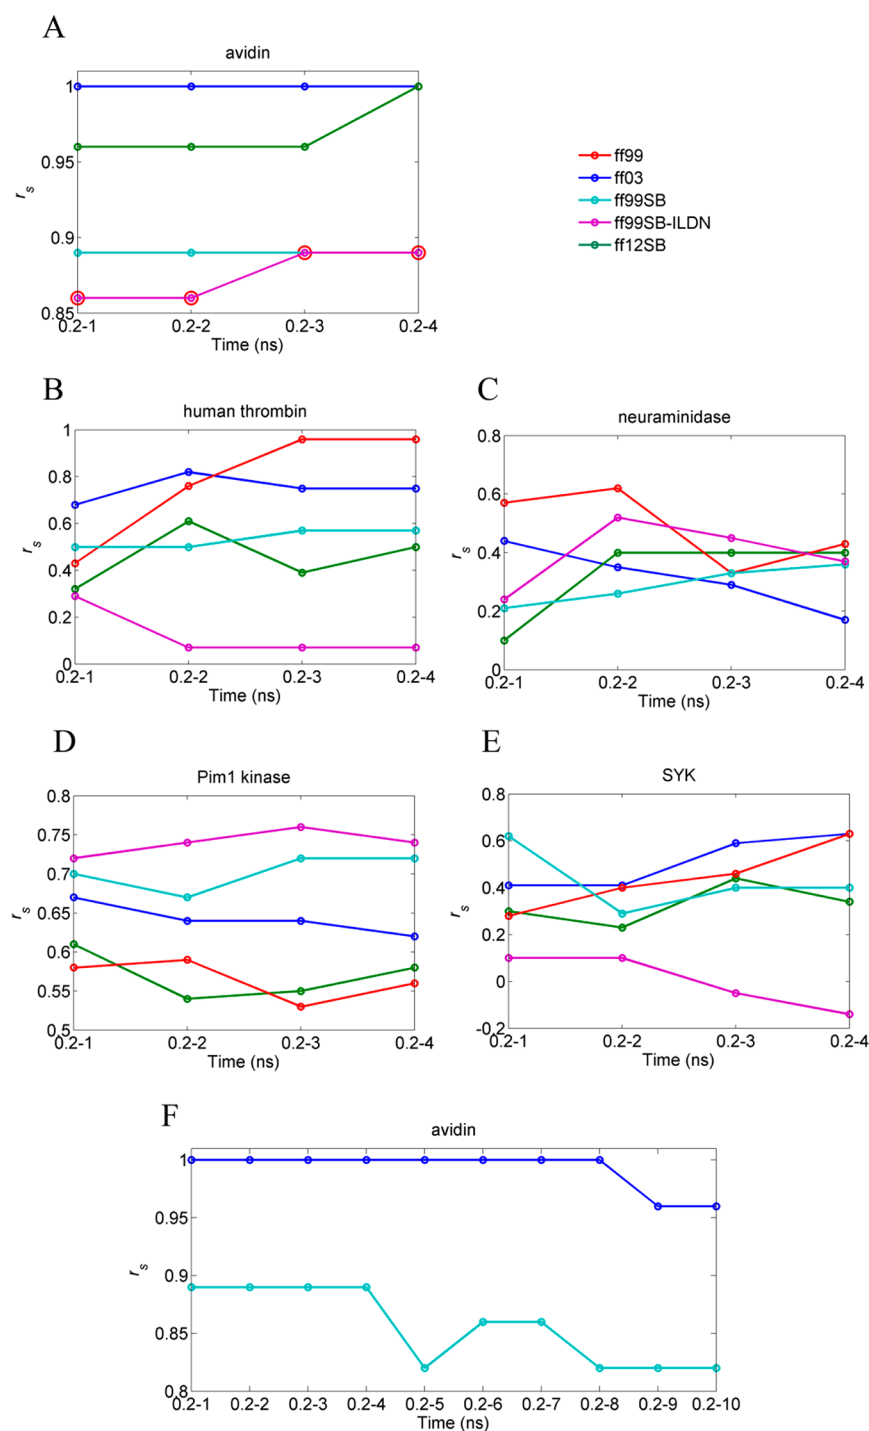 A
avidin
1
0.95
0.9
0.85
r s
0.2-1 0.2-2 0.2-3 0.2-4
Time (ns)
ff99
ff03
ff99SB
ff99SB-ILDN
ff12SB
B
human thrombin
1
0.8
0.6
0.4
0.2
0
r s
0.2-1 0.2-2 0.2-3 0.2-4
Time (ns)
C
neuraminidase
0.8
0.6
0.4
0.2
0
r s
0.2-1 0.2-2 0.2-3 0.2-4
Time (ns)
D
Pim1 kinase
0.8
0.75
0.7
0.65
0.6
0.55
0.5
r s
0.2-1 0.2-2 0.2-3 0.2-4
Time (ns)
E
SYK
0.8
0.6
0.4
0.2
0
-0.2
r s
0.2-1 0.2-2 0.2-3 0.2-4
Time (ns)
F
avidin
1
0.95
0.9
0.85
0.8
r s
0.2-1 0.2-2 0.2-3 0.2-4 0.2-5 0.2-6 0.2-7 0.2-8 0.2-9 0.2-10
Time (ns)